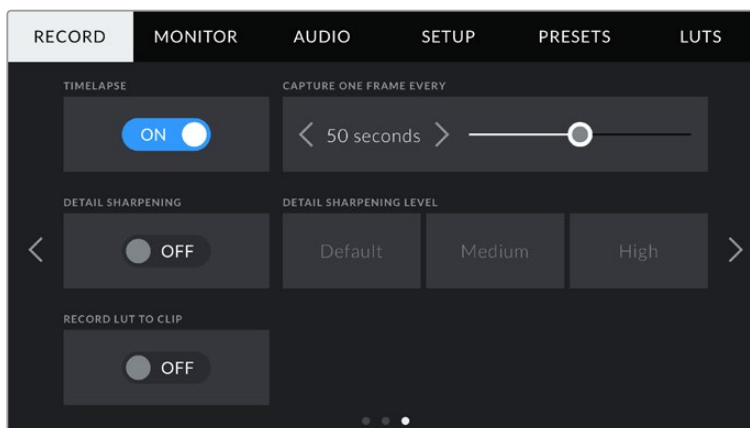 RECORD MONITOR AUDIO SETUP PRESETS LUTS
TIMELAPSE CAPTURE ONE FRAME EVERY
ON 50 seconds
DETAIL SHARPENING DETAIL SHARPENING LEVEL
OFF Default Medium High
RECORD LUT TO CLIP
OFF